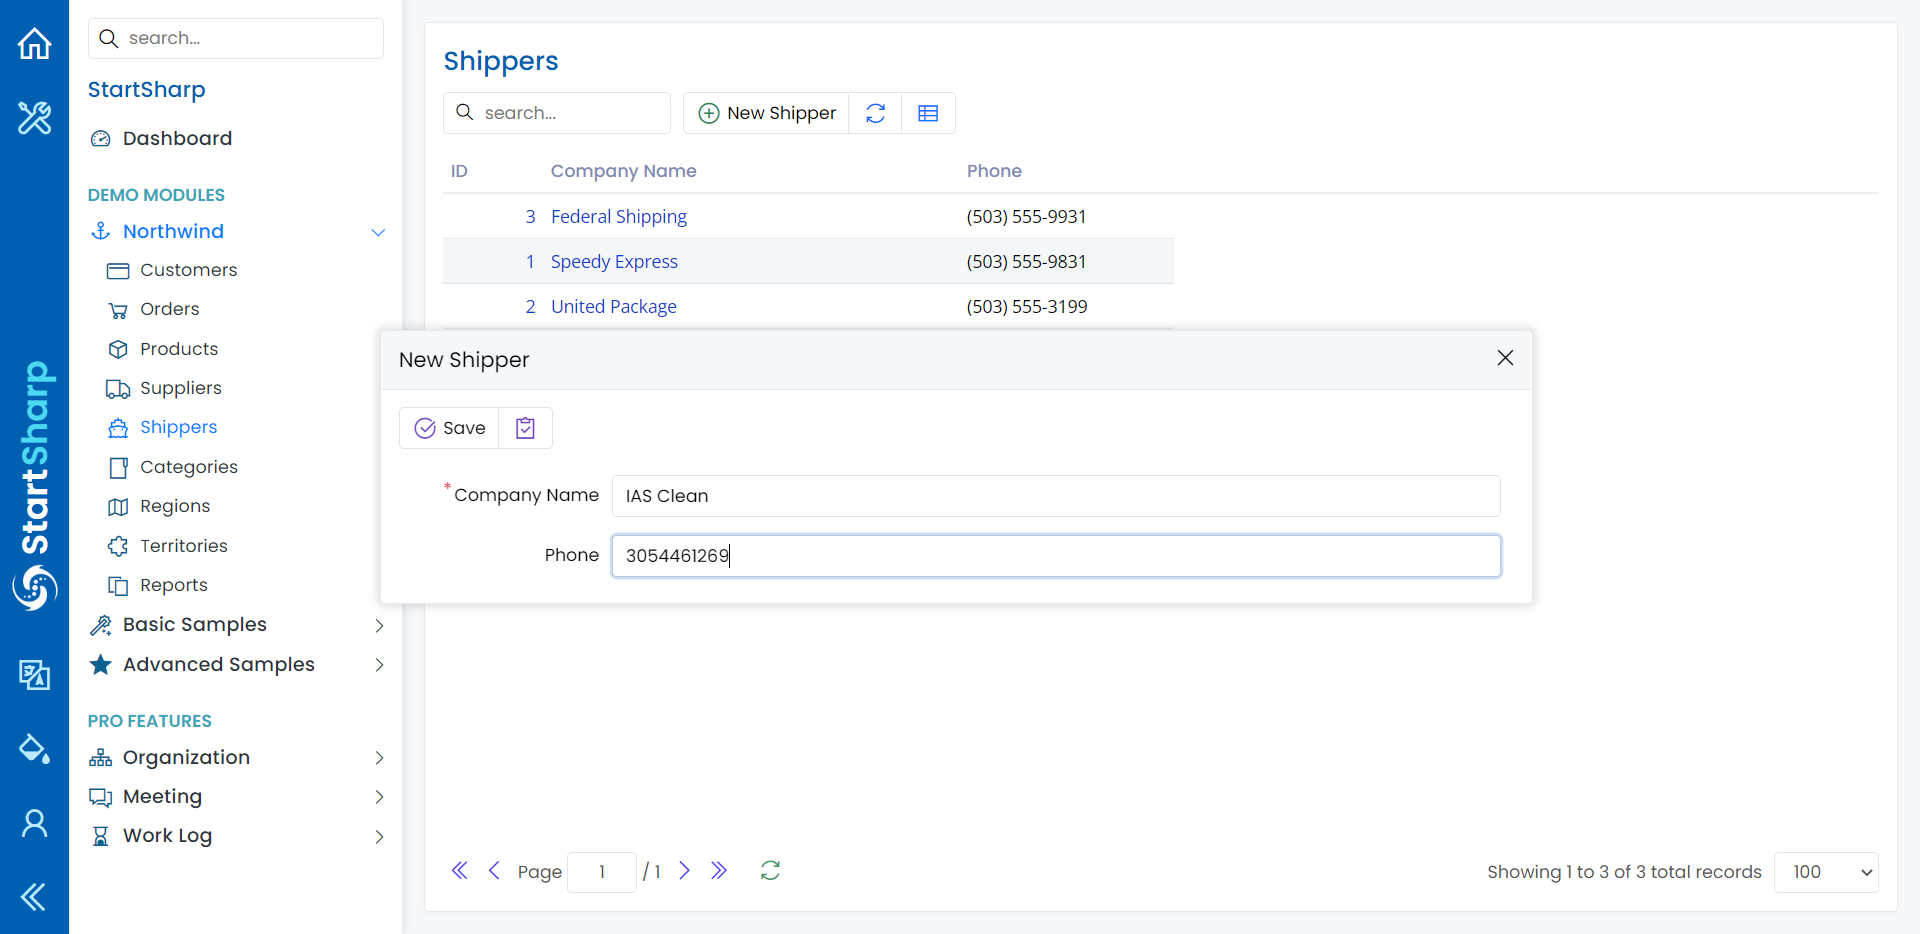 search...
StartSharp
Dashboard
DEMO MODULES
Northwind
Customers
Orders
Products
Suppliers
Shippers
Categories
Regions
Territories
Reports
Basic Samples
Advanced Samples
PRO FEATURES
Organization
Meeting
Work Log
StartSharp
Shippers
search...
New Shipper
ID Company Name Phone
3 Federal Shipping (503) 555-9931
1 Speedy Express (503) 555-9831
2 United Package (503) 555-3199
New Shipper
Save
* Company Name IAS Clean
Phone 3054461269
Page 1 / 1
Showing 1 to 3 of 3 total records 100